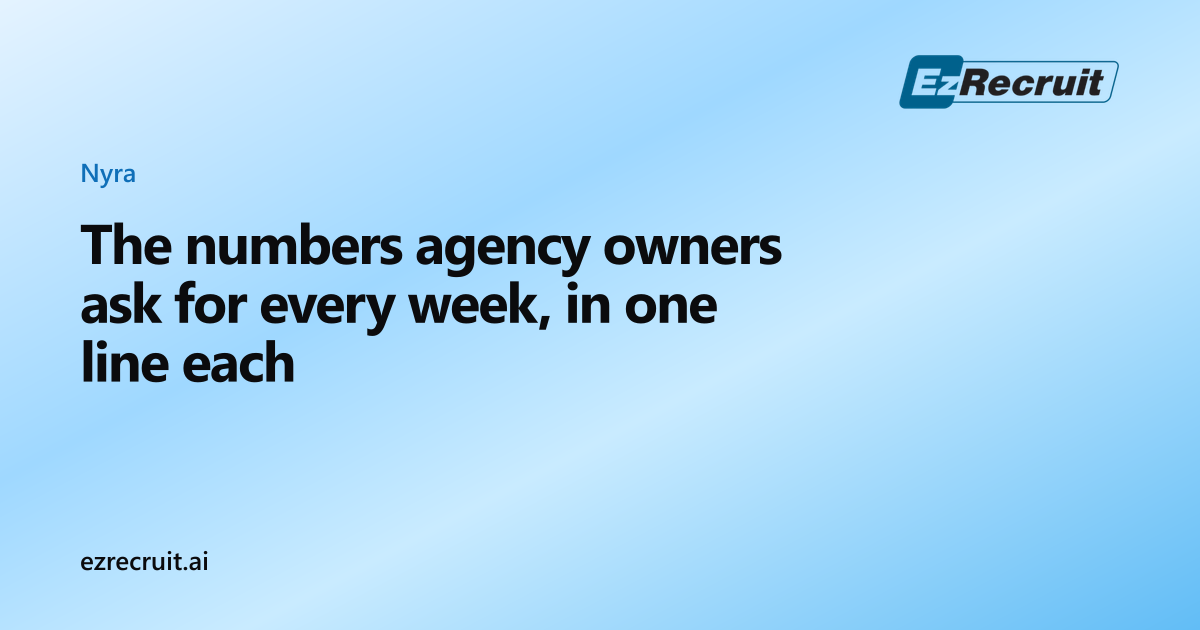 EzRecruit
Nyra
The numbers agency owners
ask for every week, in one
line each
ezrecruit.ai